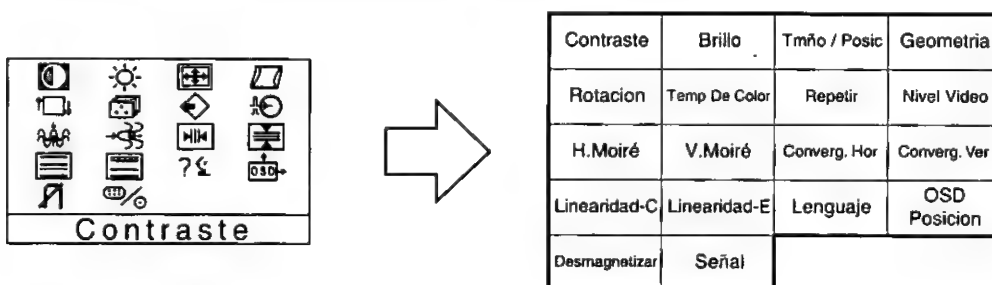 OSD
Contraste
Contraste Brillo Tmño / Posic Geometria
Rotacion Temp De Color Repetir Nivel Video
H.Moiré V.Moiré Converg. Hor Converg. Ver
Linearidad-C Linearidad-E Lenguaje OSD
Posicion
Desmagnetizar Señal